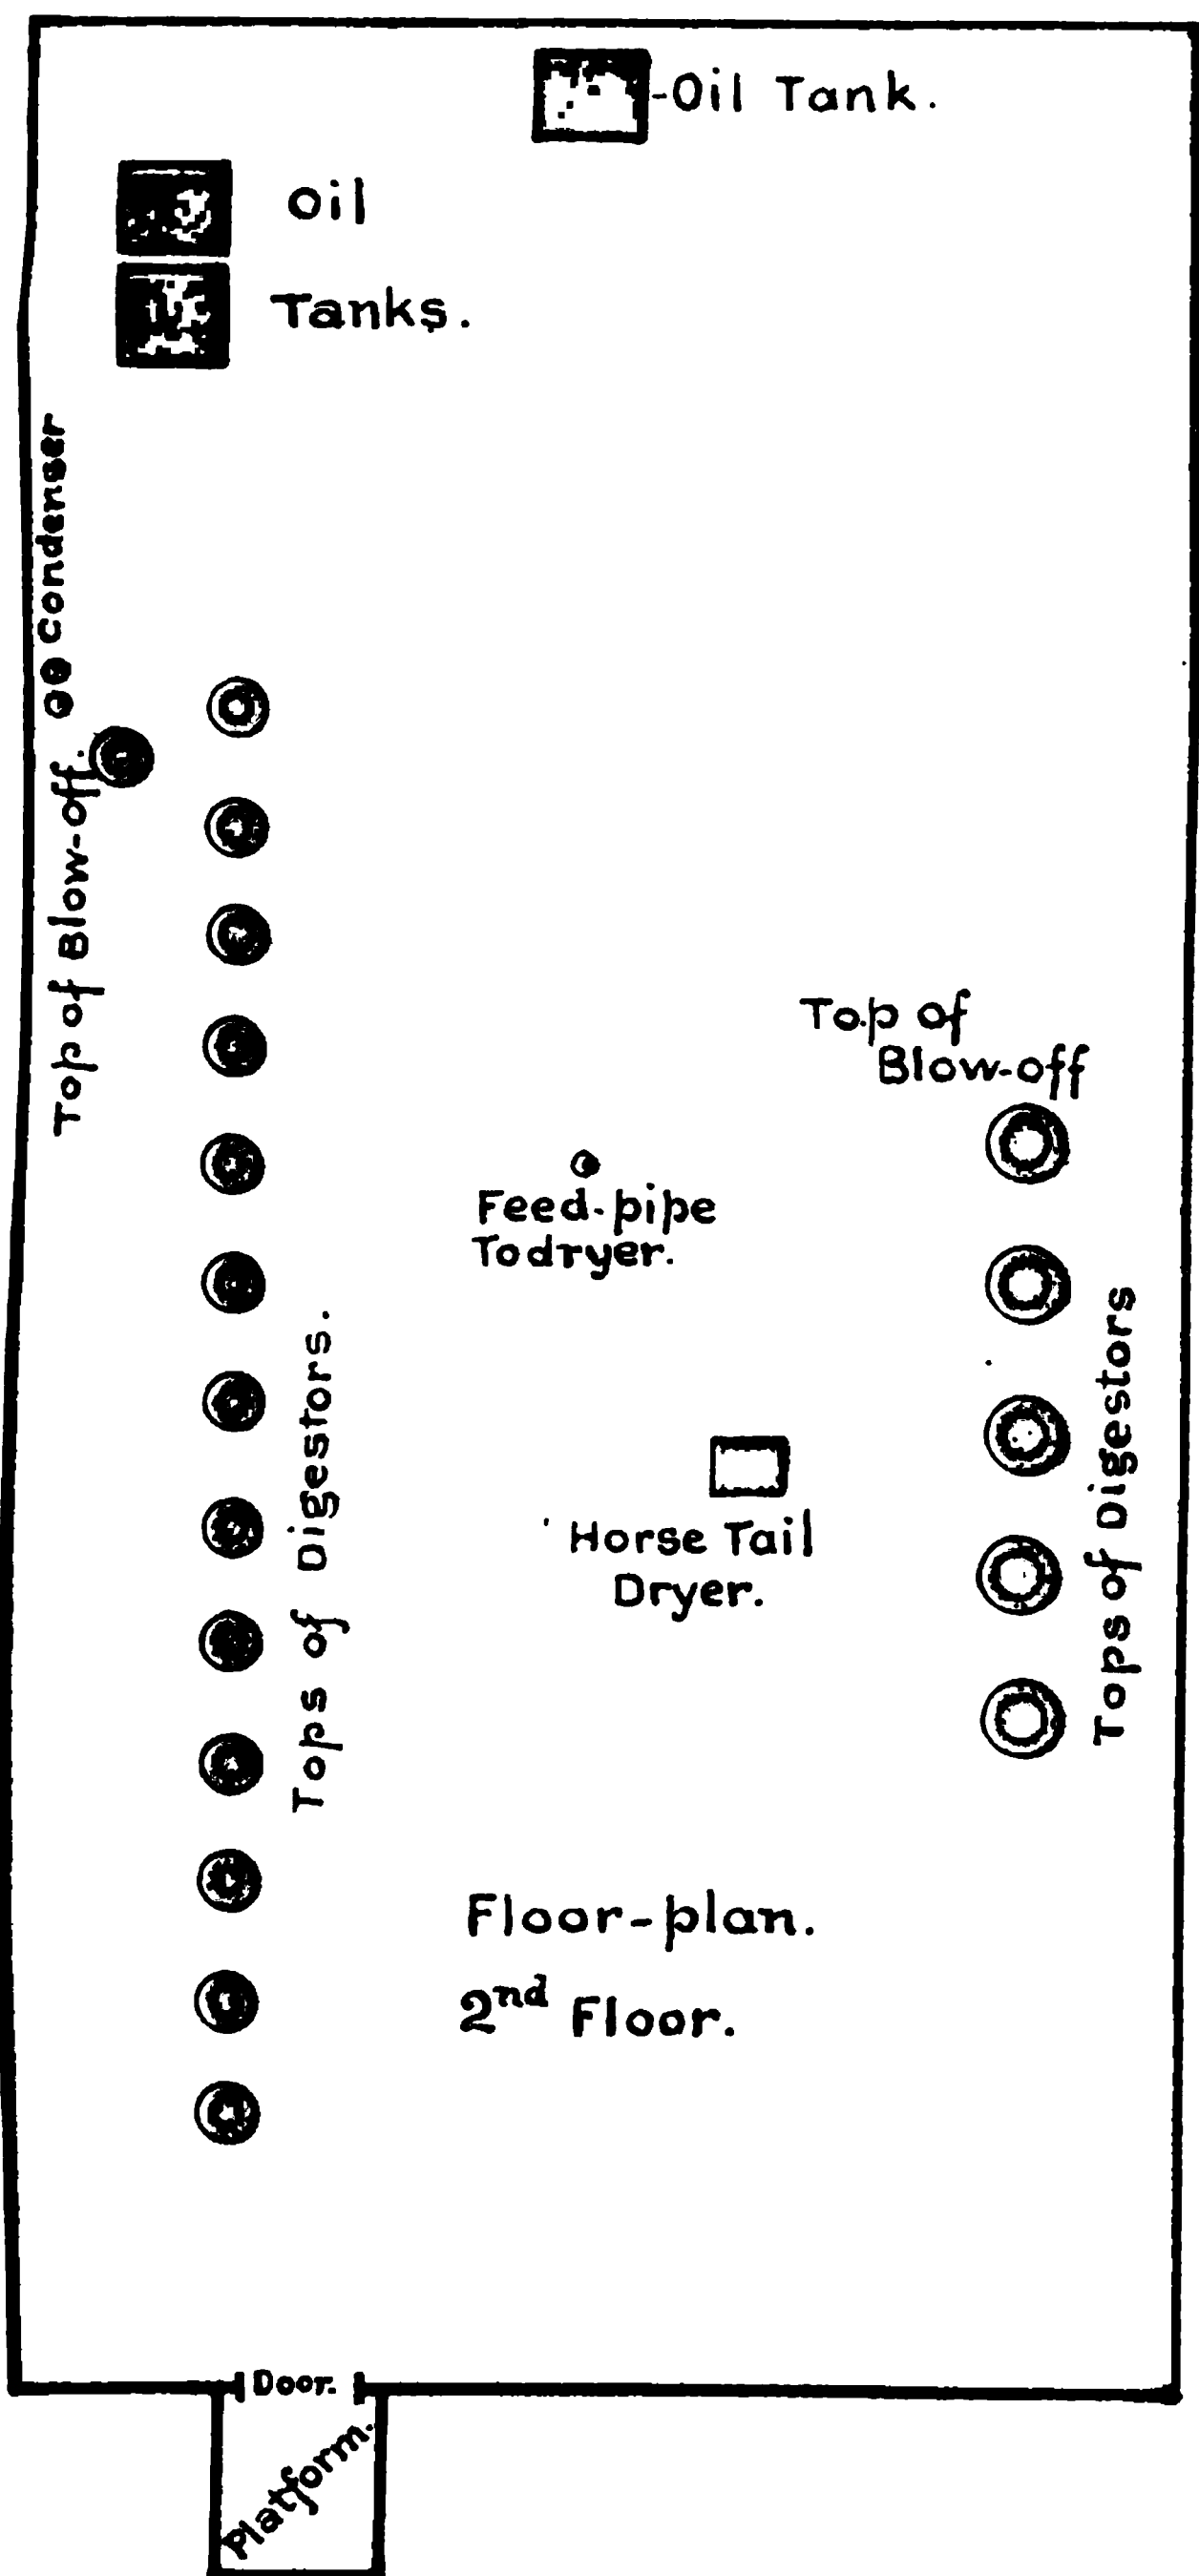 Oil Tank.
Oil
Tanks.
Condenser
Top of Blow-off.
Top of
Blow-off
Feed-pipe
To dryer.
Tops of Digestors.
Tops of Digestors
Horse Tail
Dryer.
Floor-plan.
2nd Floor.
Door.
Platform.